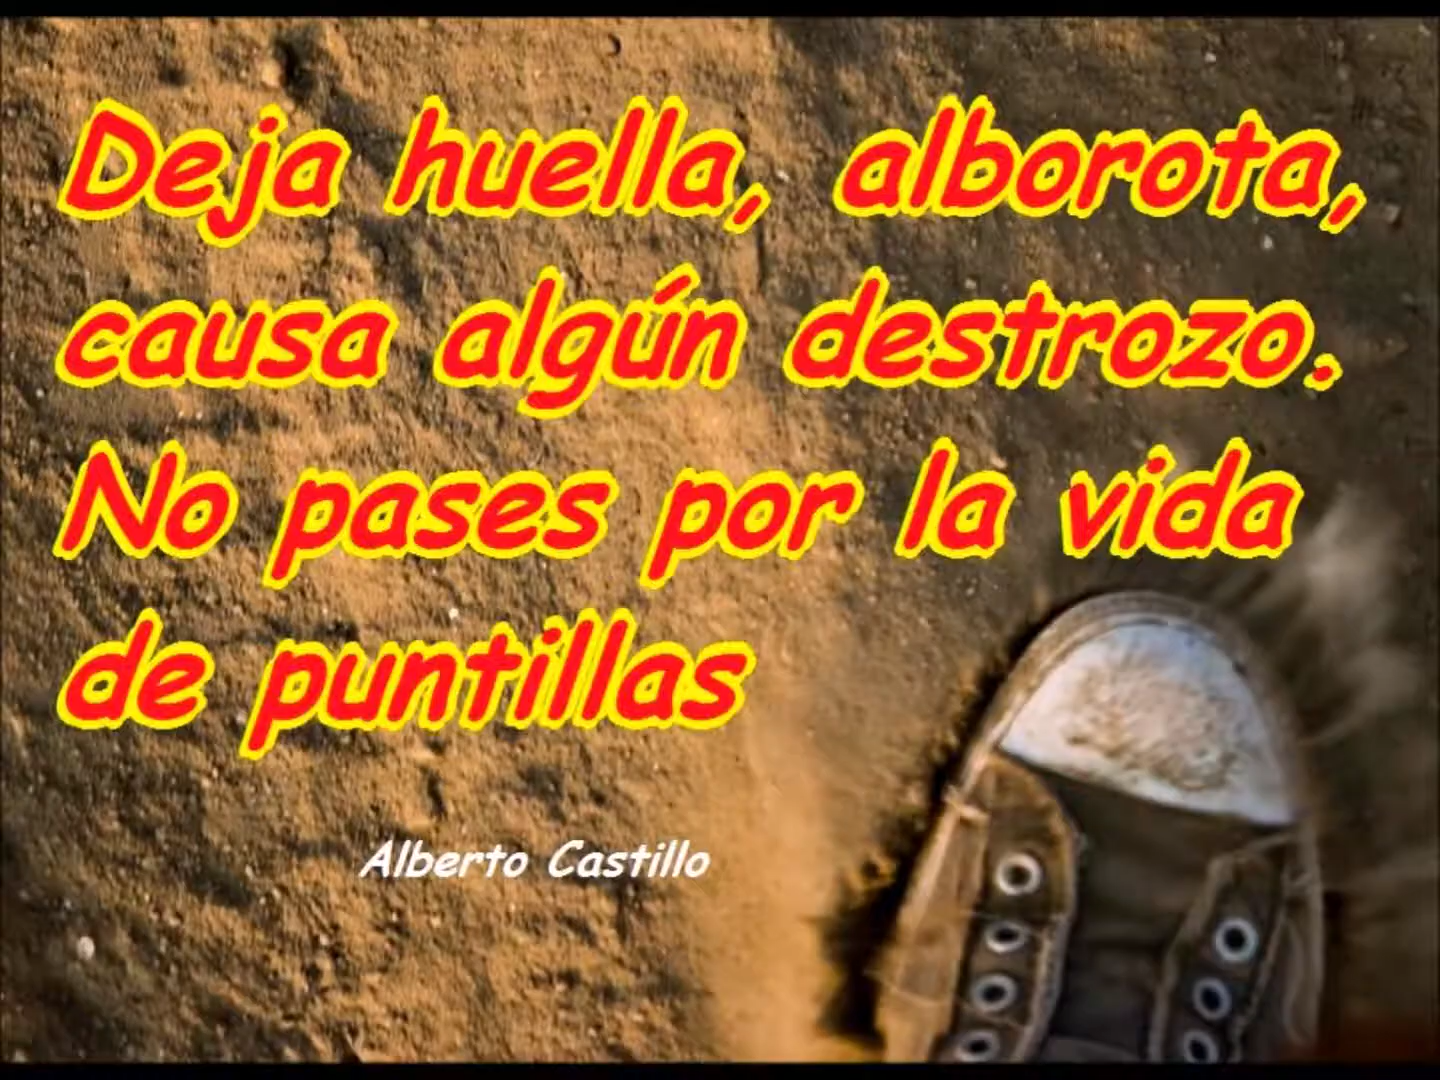 Deja huella, alborota,
causa algún destrozo.
No pases por la vida
de puntillas
Alberto Castillo